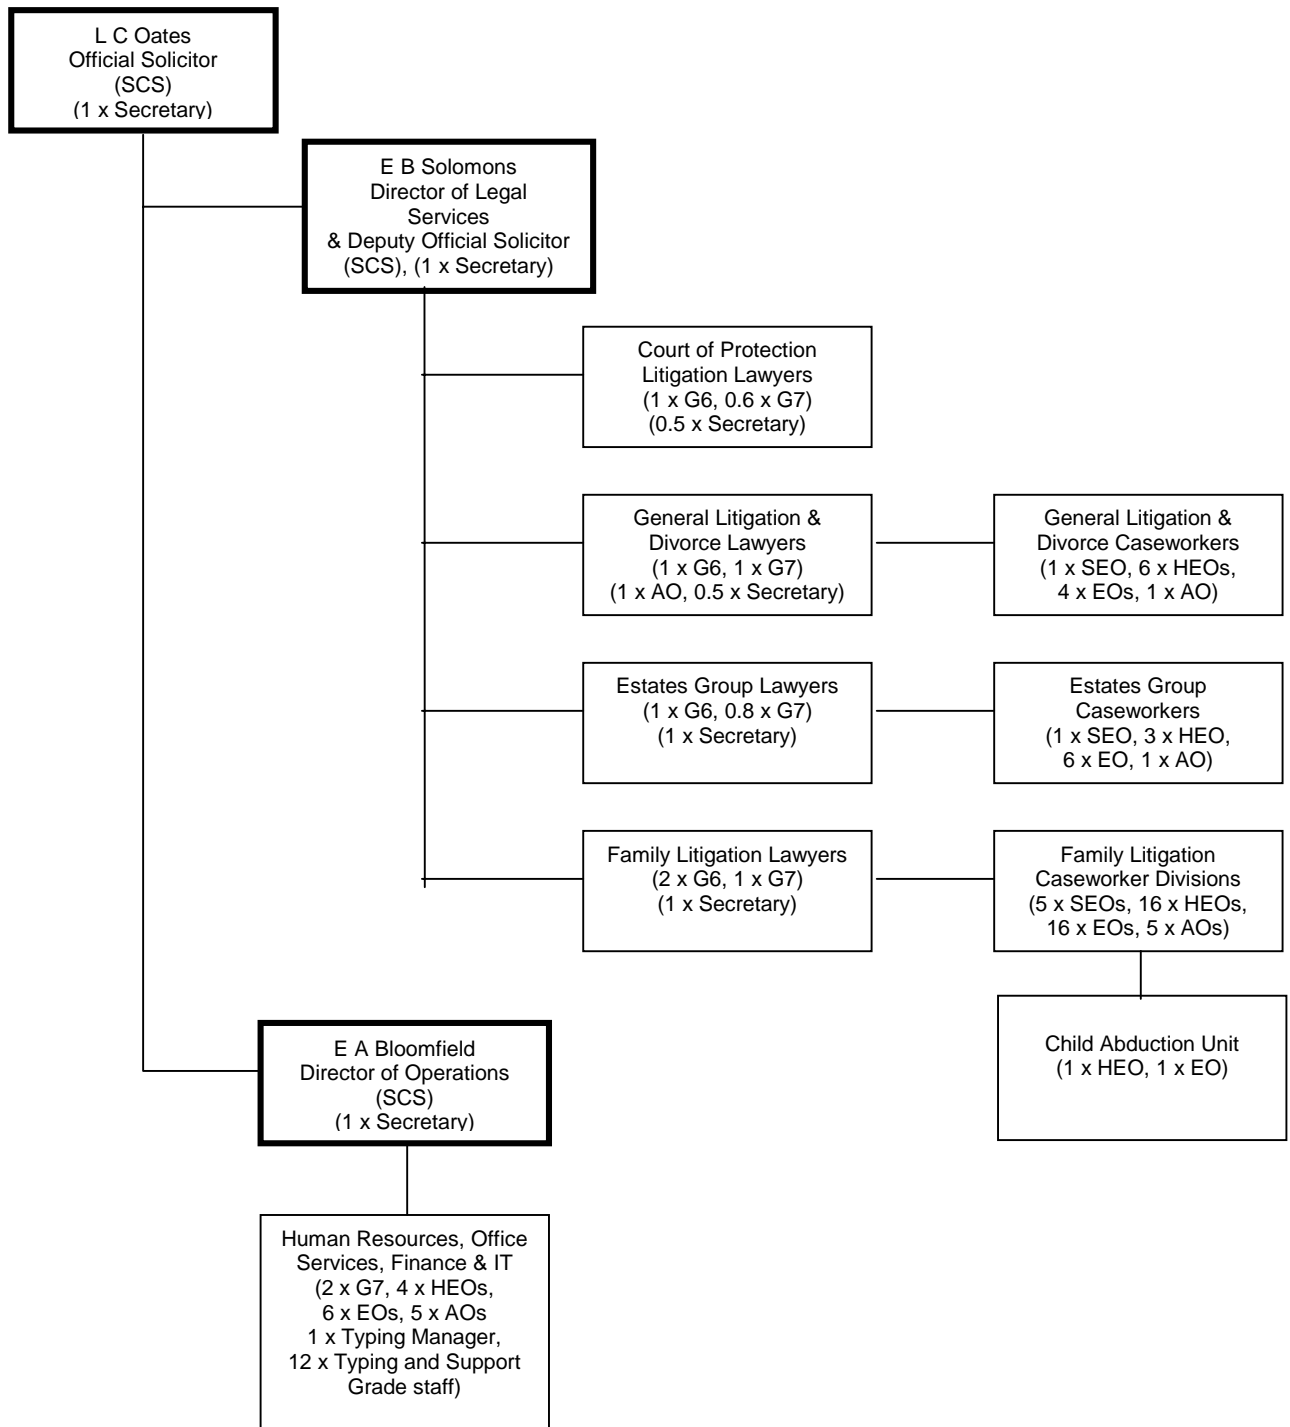 L C Oates
Official Solicitor
(SCS)
(1 x Secretary)
E B Solomons
Director of Legal
Services
& Deputy Official Solicitor
(SCS), (1 x Secretary)
Court of Protection
Litigation Lawyers
(1 x G6, 0.6 x G7)
(0.5 x Secretary)
General Litigation &
Divorce Lawyers
(1 x G6, 1 x G7)
(1 x AO, 0.5 x Secretary)
General Litigation &
Divorce Caseworkers
(1 x SEO, 6 x HEOs,
4 x EOs, 1 x AO)
Estates Group Lawyers
(1 x G6, 0.8 x G7)
(1 x Secretary)
Estates Group
Caseworkers
(1 x SEO, 3 x HEO,
6 x EO, 1 x AO)
Family Litigation Lawyers
(2 x G6, 1 x G7)
(1 x Secretary)
Family Litigation
Caseworker Divisions
(5 x SEOs, 16 x HEOs,
16 x EOs, 5 x AOs)
Child Abduction Unit
(1 x HEO, 1 x EO)
E A Bloomfield
Director of Operations
(SCS)
(1 x Secretary)
Human Resources, Office
Services, Finance & IT
(2 x G7, 4 x HEOs,
6 x EOs, 5 x AOs
1 x Typing Manager,
12 x Typing and Support
Grade staff)